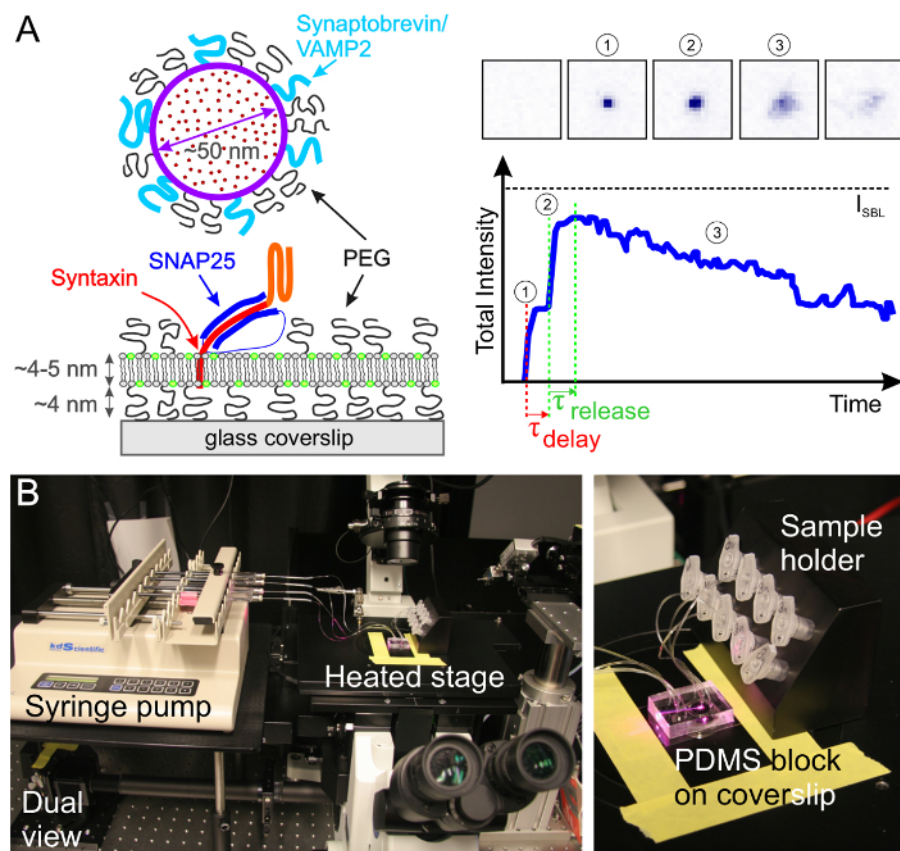 A
Synaptobrevin/
VAMP2
~50 nm
SNAP25
PEG
Syntaxin
~4-5 nm
~4 nm
glass coverslip
1
2
3
I_SBL
2
3
1
Total Intensity
Time
τ_release
τ_delay
B
kdScientific
Syringe pump
Heated stage
Dual
view
Sample
holder
PDMS block
on coverslip